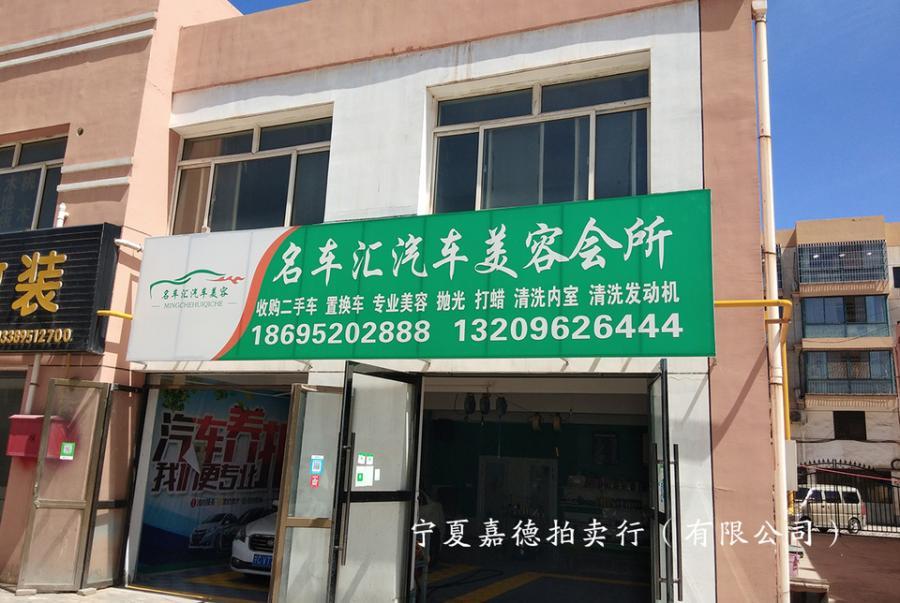 名车汇汽车美容会所
名车汇汽车美容
MINGCHEHUIQICHE
收购二手车 置换车 专业美容 抛光 打蜡 清洗内室 清洗发动机
18695202888 13209626444
装
3389512700
汽车养护
我们更专业
宁夏嘉德拍卖行（有限公司）